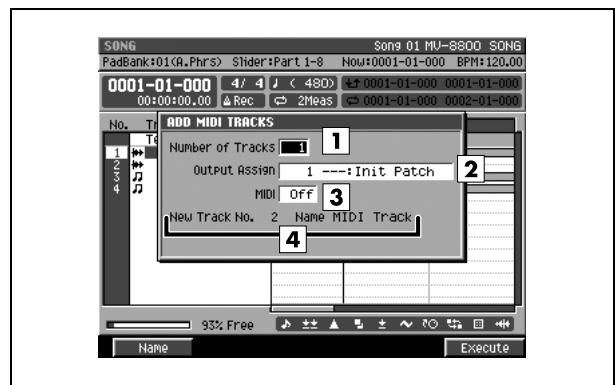 SONG Song 01 MV-8800 SONG
PadBank:01(A.Phrs) Slider:Part 1-8 Now:0001-01-000 BPM:120.00
0001-01-000 4/ 4 ( 480) 0001-01-000 0001-01-000
00:00:00.00 Rec 2Meas 0001-01-000 0002-01-000
No. Tr
ADD MIDI TRACKS
Te
Number of Tracks 1 1
1
2
3
4
Output Assign 1 ---:Init Patch 2
MIDI Off 3
New Track No. 2 Name MIDI Track
4
93% Free
Name Execute